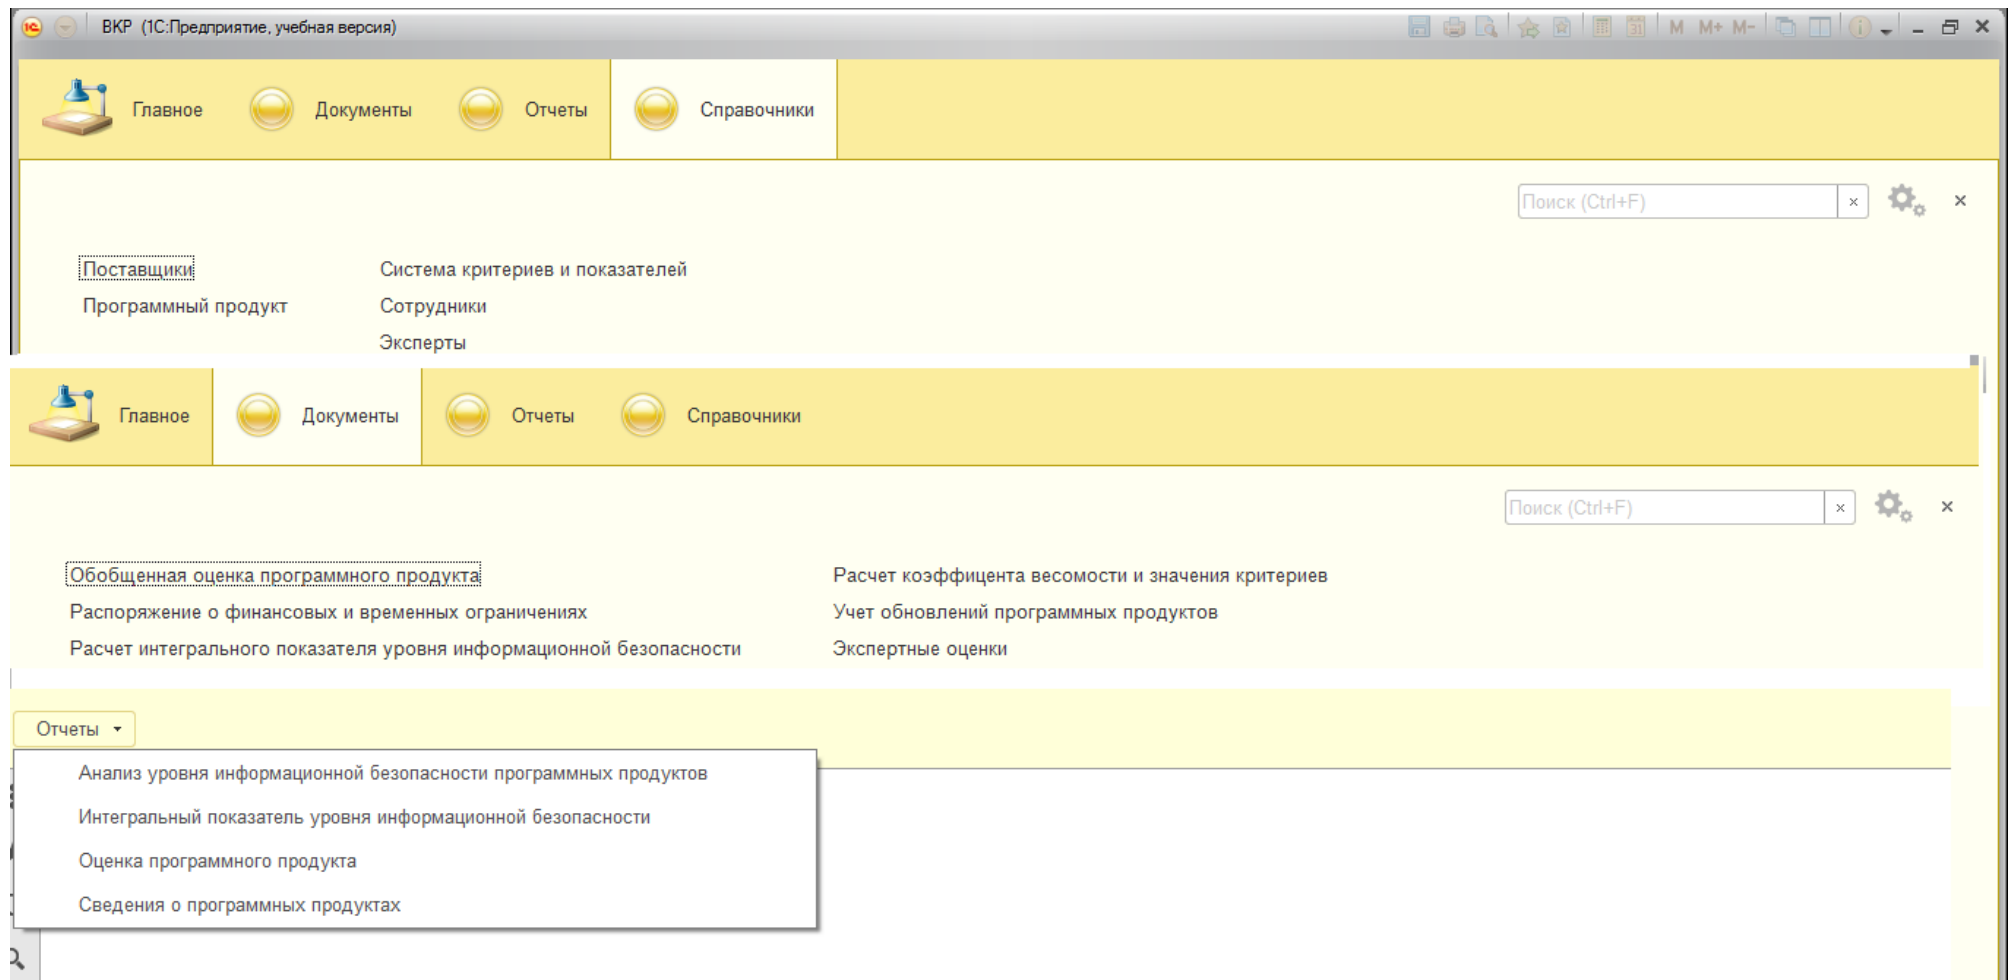 ВКР (1С:Предприятие, учебная версия)
M M+ M-
Главное Документы Отчеты Справочники
Поиск (Ctrl+F)
Поставщики Система критериев и показателей
Программный продукт Сотрудники
Эксперты
Главное Документы Отчеты Справочники
Поиск (Ctrl+F)
Обобщенная оценка программного продукта Расчет коэффицента весомости и значения критериев
Распоряжение о финансовых и временных ограничениях Учет обновлений программных продуктов
Расчет интегрального показателя уровня информационной безопасности Экспертные оценки
Отчеты
Анализ уровня информационной безопасности программных продуктов
Интегральный показатель уровня информационной безопасности
Оценка программного продукта
Сведения о программных продуктах